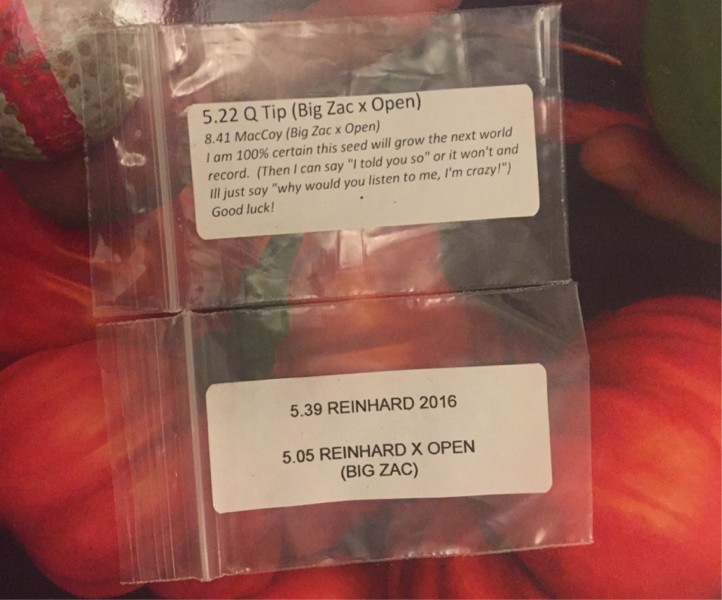 5.22 Q Tip (Big Zac x Open)
8.41 MacCoy (Big Zac x Open)
I am 100% certain this seed will grow the next world
record. (Then I can say "I told you so" or it won't and
Ill just say "why would you listen to me, I'm crazy!")
Good luck!
5.39 REINHARD 2016
5.05 REINHARD X OPEN
(BIG ZAC)